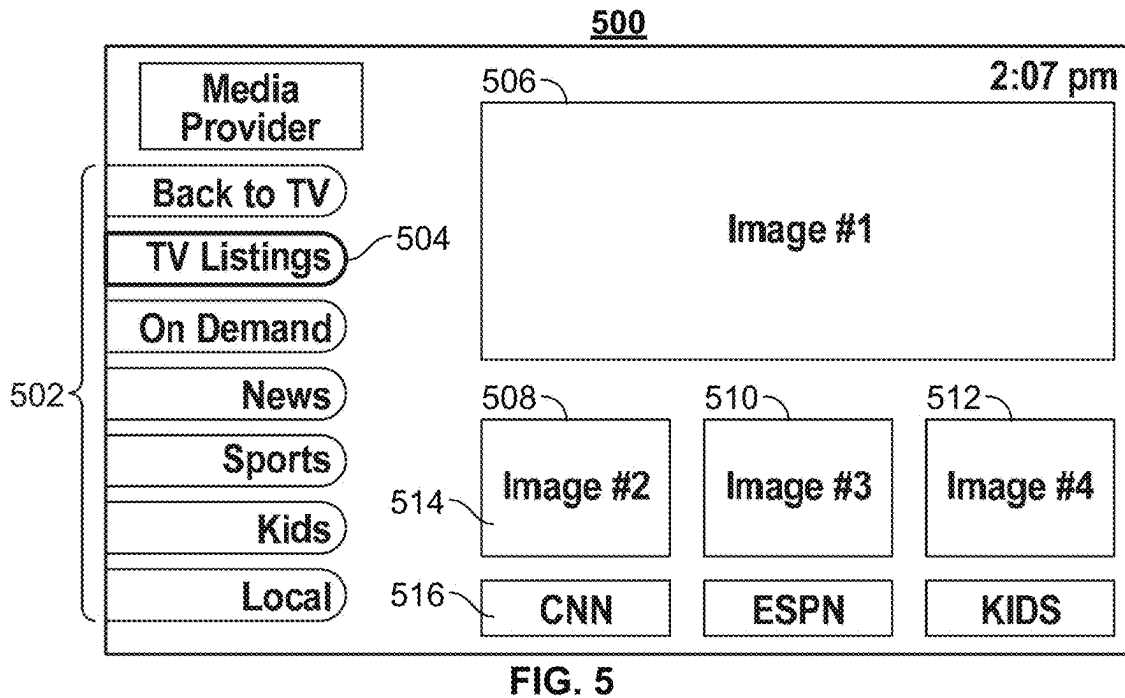 500
2:07 pm
Media
Provider
506
Back to TV
TV Listings
504
Image #1
On Demand
502
News
Sports
Kids
Local
508
510
512
Image #2
Image #3
Image #4
514
516
CNN
ESPN
KIDS
FIG. 5